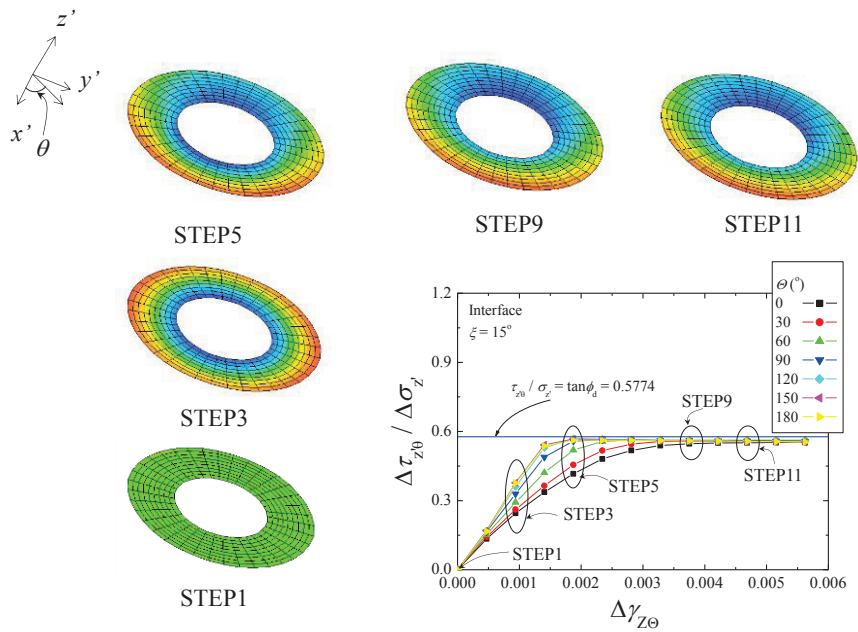 z'
y'
x'
θ
STEP5
STEP9
STEP11
STEP3
STEP1
Interface
ξ = 15°
τz'θ / σz' = tanϕd = 0.5774
Θ (°)
0
30
60
90
120
150
180
STEP9
STEP11
STEP5
STEP3
STEP1
1.2
0.9
0.6
0.3
0.0
Δτz'θ / Δσz'
0.000 0.001 0.002 0.003 0.004 0.005 0.006
ΔγZΘ